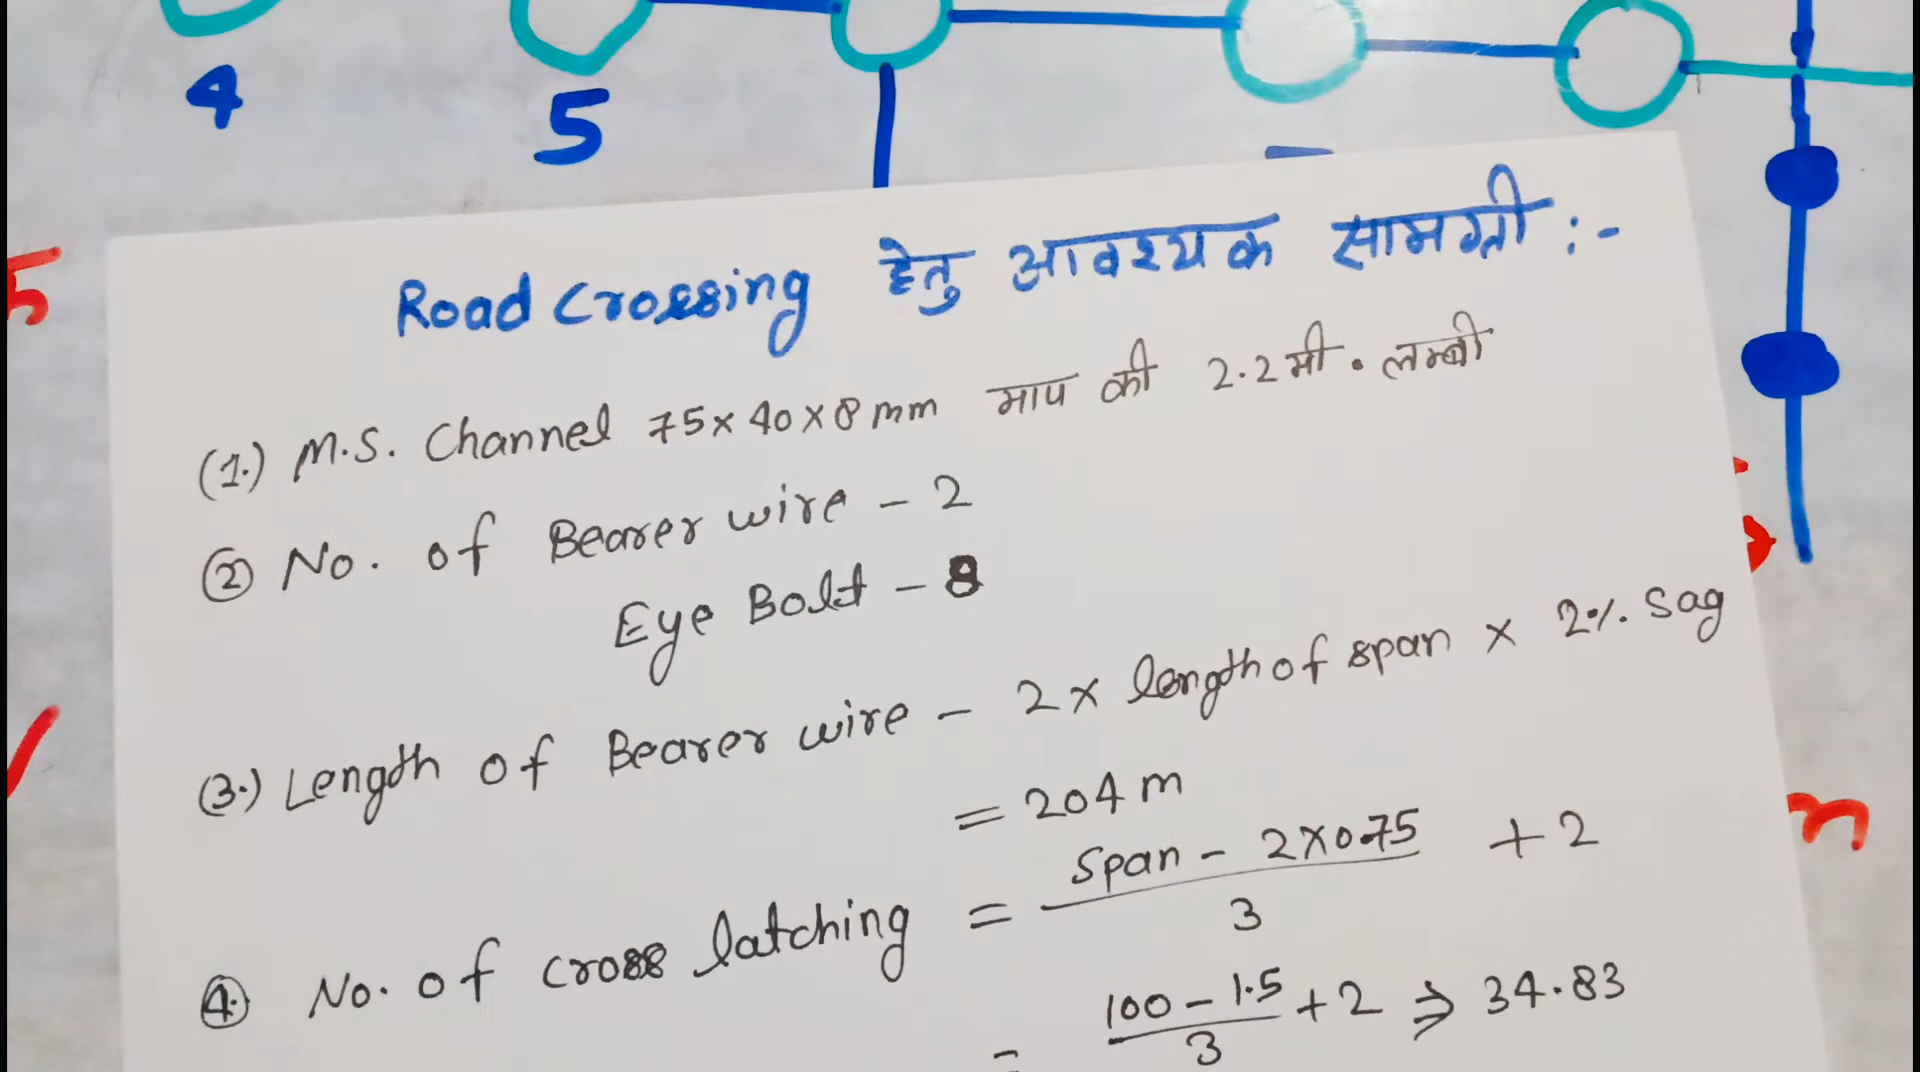 4
5
5
Road Crossing हेतु आवश्यक सामग्री :-
(1.) M.S. Channel 75 x 40 x 8 mm माप की 2.2 मी. लम्बी
② No. of Bearer wire - 2
Eye Bolt - 8
(3.) Length of Bearer wire - 2 x length of span x 2%. Sag
= 204 m
④. No. of cross latching = Span - 2 x 0.75 / 3 + 2
= 100 - 1.5 / 3 + 2 ⇒ 34.83